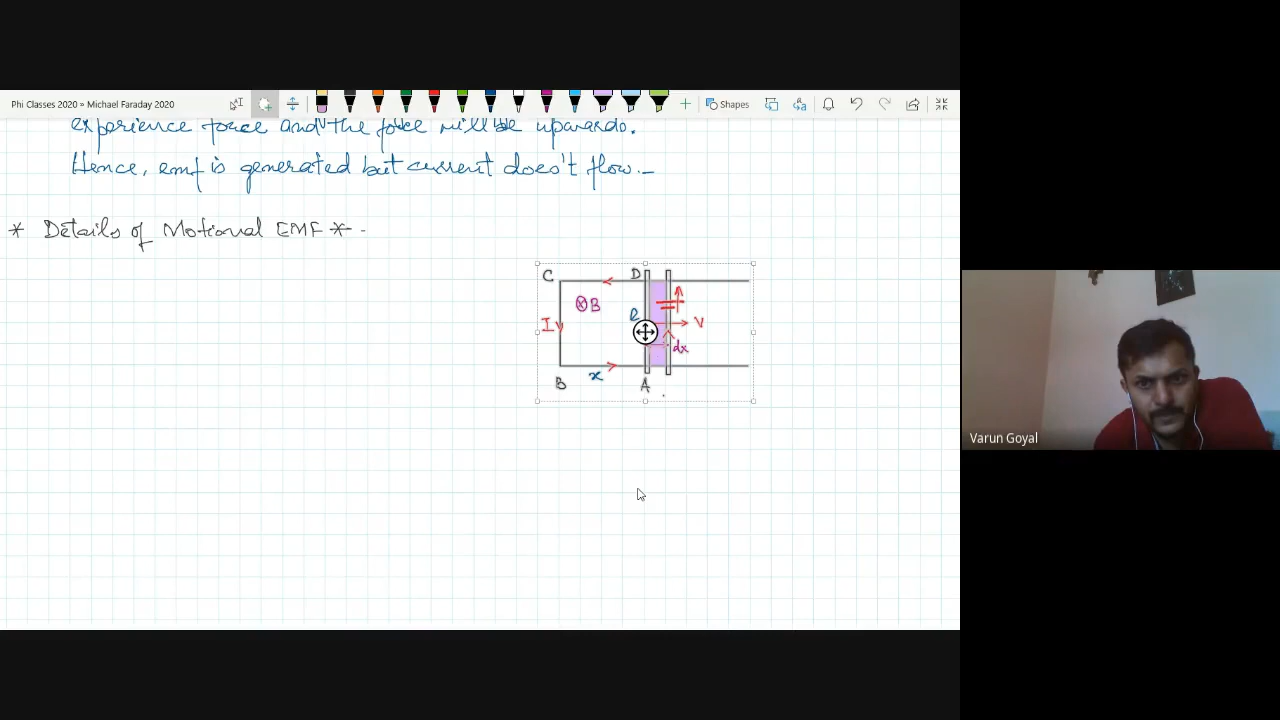 Phi Classes 2020 » Michael Faraday 2020
Shapes
experience force and the force will be upwards.
Hence, emf is generated but current doesn't flow.
* Details of Motional EMF * -
C
D
B
l
I
V
dx
x
B
A
Varun Goyal